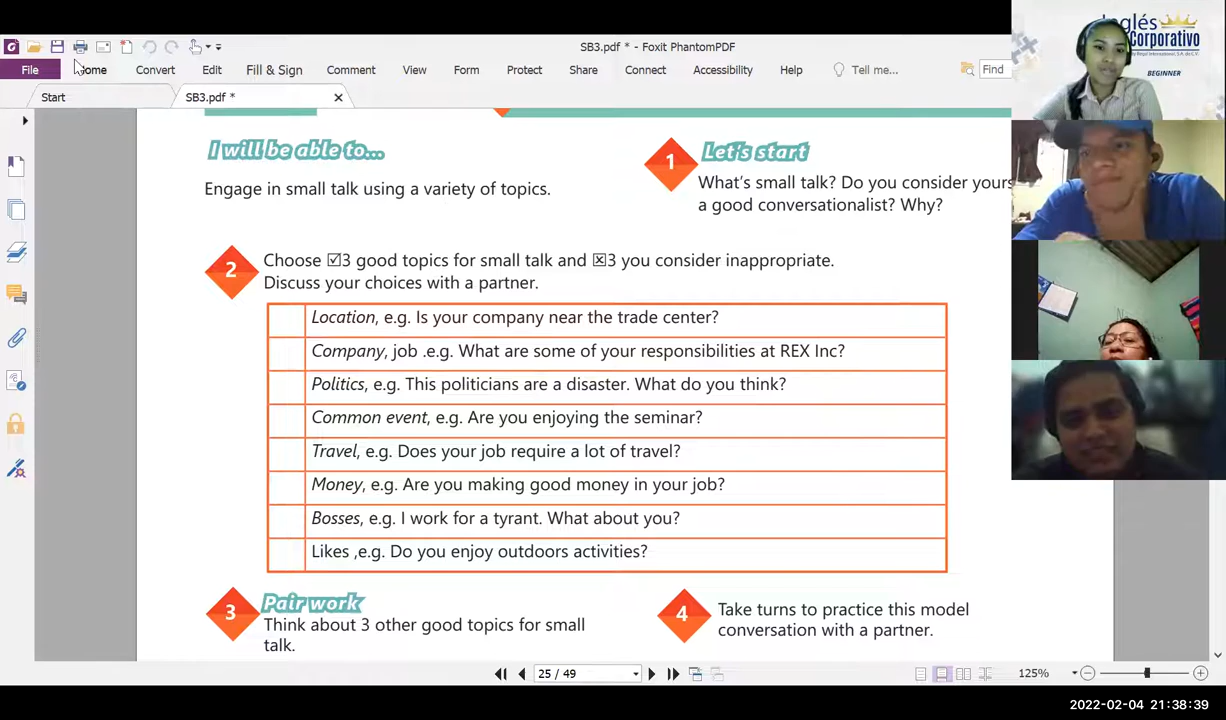 SB3.pdf * - Foxit PhantomPDF
File
Home
Convert
Edit
Fill & Sign
Comment
View
Form
Protect
Share
Connect
Accessibility
Help
Tell me...
Find
Start
SB3.pdf *
Inglés
Corporativo
BEGINNER
I will be able to...
Engage in small talk using a variety of topics.
1
Let's start
What's small talk? Do you consider yours
a good conversationalist? Why?
2
Choose ☑3 good topics for small talk and ☒3 you consider inappropriate.
Discuss your choices with a partner.
Location, e.g. Is your company near the trade center?
Company, job .e.g. What are some of your responsibilities at REX Inc?
Politics, e.g. This politicians are a disaster. What do you think?
Common event, e.g. Are you enjoying the seminar?
Travel, e.g. Does your job require a lot of travel?
Money, e.g. Are you making good money in your job?
Bosses, e.g. I work for a tyrant. What about you?
Likes ,e.g. Do you enjoy outdoors activities?
3
Pair work
Think about 3 other good topics for small
talk.
4
Take turns to practice this model
conversation with a partner.
25 / 49
125%
2022-02-04 21:38:39